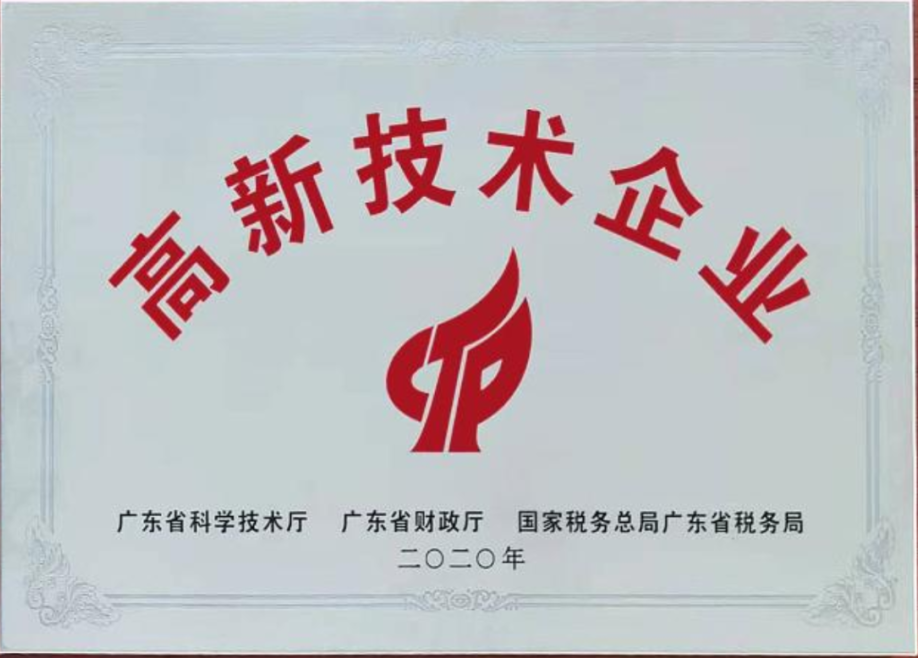 高新技术企业
广东省科学技术厅 广东省财政厅 国家税务总局广东省税务局
二〇二〇年